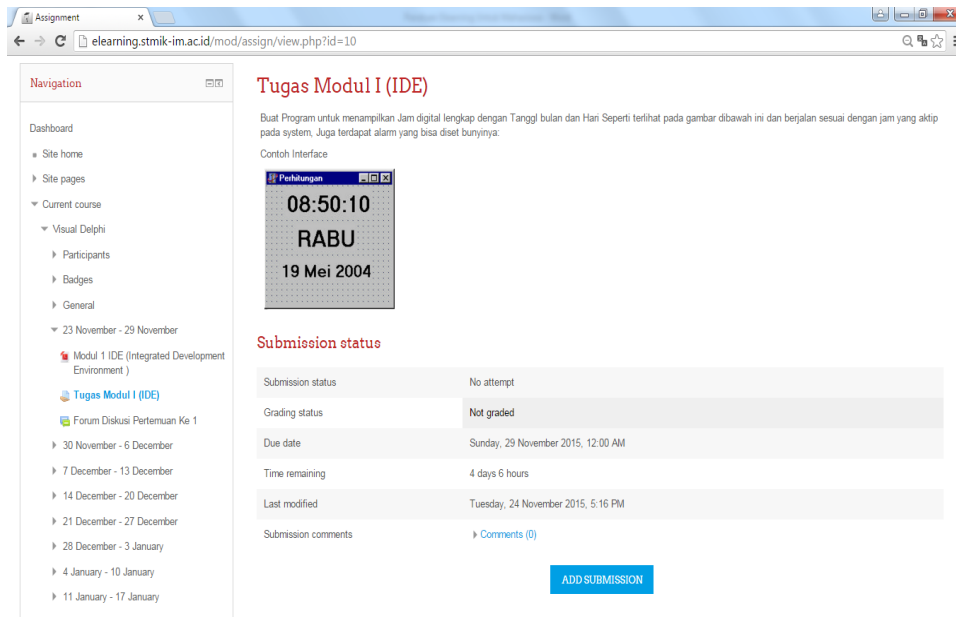 Assignment
elearning.stmik-im.ac.id/mod/assign/view.php?id=10
Navigation
Dashboard
Site home
Site pages
Current course
Visual Delphi
Participants
Badges
General
23 November - 29 November
Modul 1 IDE (Integrated Development
Environment )
Tugas Modul I (IDE)
Forum Diskusi Pertemuan Ke 1
30 November - 6 December
7 December - 13 December
14 December - 20 December
21 December - 27 December
28 December - 3 January
4 January - 10 January
11 January - 17 January
Tugas Modul I (IDE)
Buat Program untuk menampilkan Jam digital lengkap dengan Tanggl bulan dan Hari Seperti terlihat pada gambar dibawah ini dan berjalan sesuai dengan jam yang aktip
pada system, Juga terdapat alarm yang bisa diset bunyinya:
Contoh Interface
Perhitungan
08:50:10
RABU
19 Mei 2004
Submission status
Submission status No attempt
Grading status Not graded
Due date Sunday, 29 November 2015, 12:00 AM
Time remaining 4 days 6 hours
Last modified Tuesday, 24 November 2015, 5:16 PM
Submission comments Comments (0)
ADD SUBMISSION